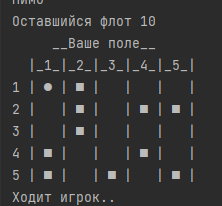 Мимо
Оставшийся флот 10
__Ваше поле__
|_1_|_2_|_3_|_4_|_5_|
1 | ● | ■ |   |   |   |
2 |   | ■ |   | ■ | ■ |
3 |   | ■ |   |   |   |
4 | ■ |   |   | ■ |   |
5 | ■ |   | ■ |   | ■ |
Ходит игрок..